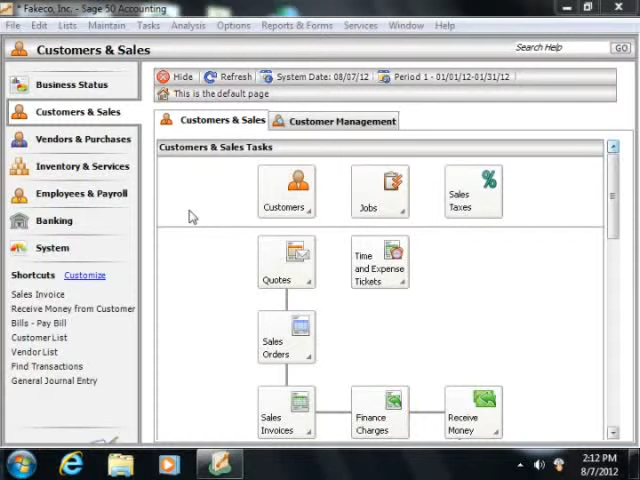 * Fakeco, Inc. - Sage 50 Accounting
File Edit Lists Maintain Tasks Analysis Options Reports & Forms Services Window Help
Customers & Sales
Search Help
GO
Business Status
Customers & Sales
Vendors & Purchases
Inventory & Services
Employees & Payroll
Banking
System
Shortcuts Customize
Sales Invoice
Receive Money from Customer
Bills - Pay Bill
Customer List
Vendor List
Find Transactions
General Journal Entry
Hide Refresh System Date: 08/07/12 Period 1 - 01/01/12-01/31/12
This is the default page
Customers & Sales Customer Management
Customers & Sales Tasks
Customers
Jobs
Sales
Taxes
Quotes
Time
and Expense
Tickets
Sales
Orders
Sales
Invoices
Finance
Charges
Receive
Money
2:12 PM
8/7/2012